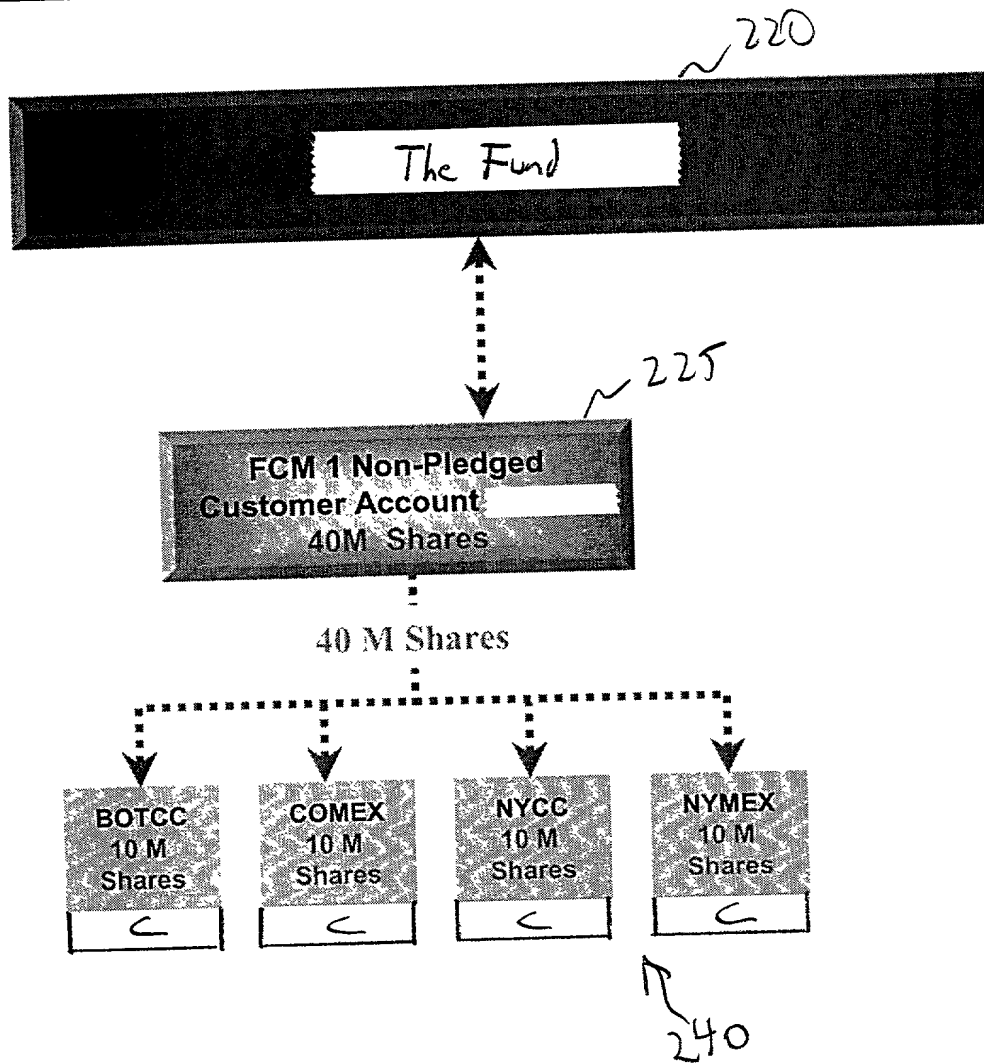 220
The Fund
225
FCM 1 Non-Pledged
Customer Account
40M Shares
40 M Shares
BOTCC
10 M
Shares
C
COMEX
10 M
Shares
C
NYCC
10 M
Shares
C
NYMEX
10 M
Shares
C
240